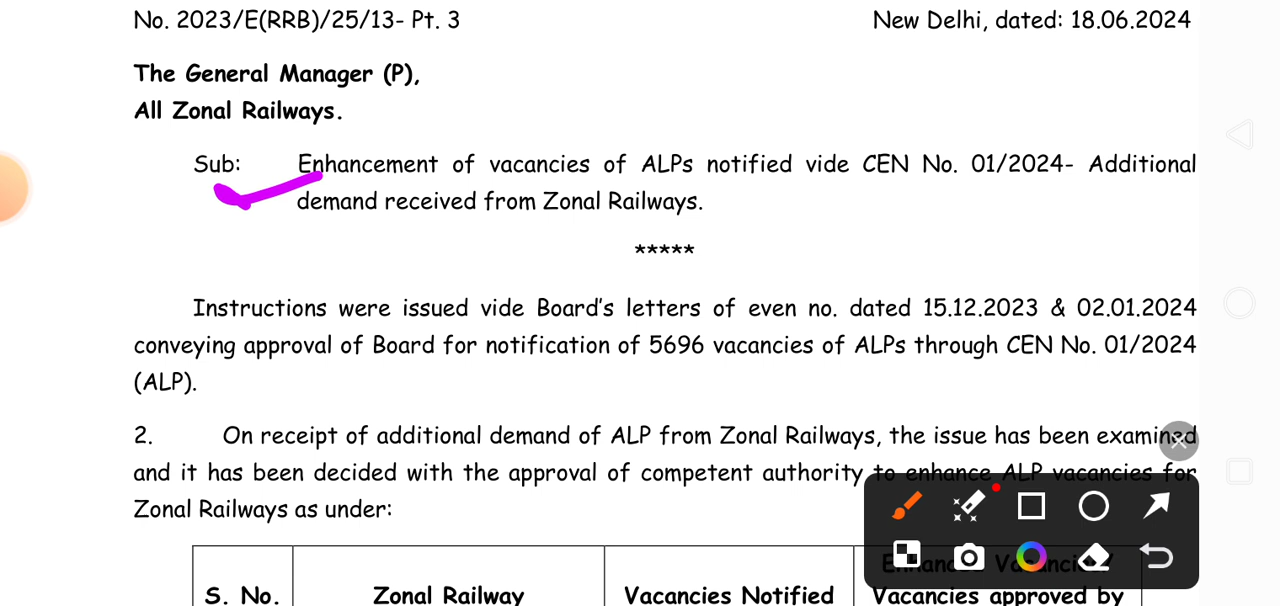 No. 2023/E(RRB)/25/13- Pt. 3 New Delhi, dated: 18.06.2024
The General Manager (P),
All Zonal Railways.
Sub: Enhancement of vacancies of ALPs notified vide CEN No. 01/2024- Additional
demand received from Zonal Railways.
*****
Instructions were issued vide Board's letters of even no. dated 15.12.2023 & 02.01.2024
conveying approval of Board for notification of 5696 vacancies of ALPs through CEN No. 01/2024
(ALP).
2. On receipt of additional demand of ALP from Zonal Railways, the issue has been examined
and it has been decided with the approval of competent authority to enhance ALP vacancies for
Zonal Railways as under:
S. No. Zonal Railway Vacancies Notified Vacancies approved by